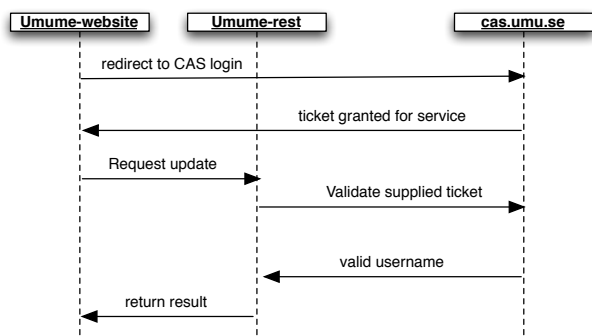 Umume-website
Umume-rest
cas.umu.se
redirect to CAS login
ticket granted for service
Request update
Validate supplied ticket
valid username
return result